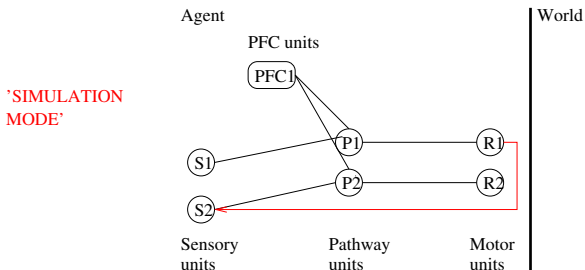 Agent
World
PFC units
PFC1
'SIMULATION
MODE'
P1
R1
S1
P2
R2
S2
Sensory
units
Pathway
units
Motor
units